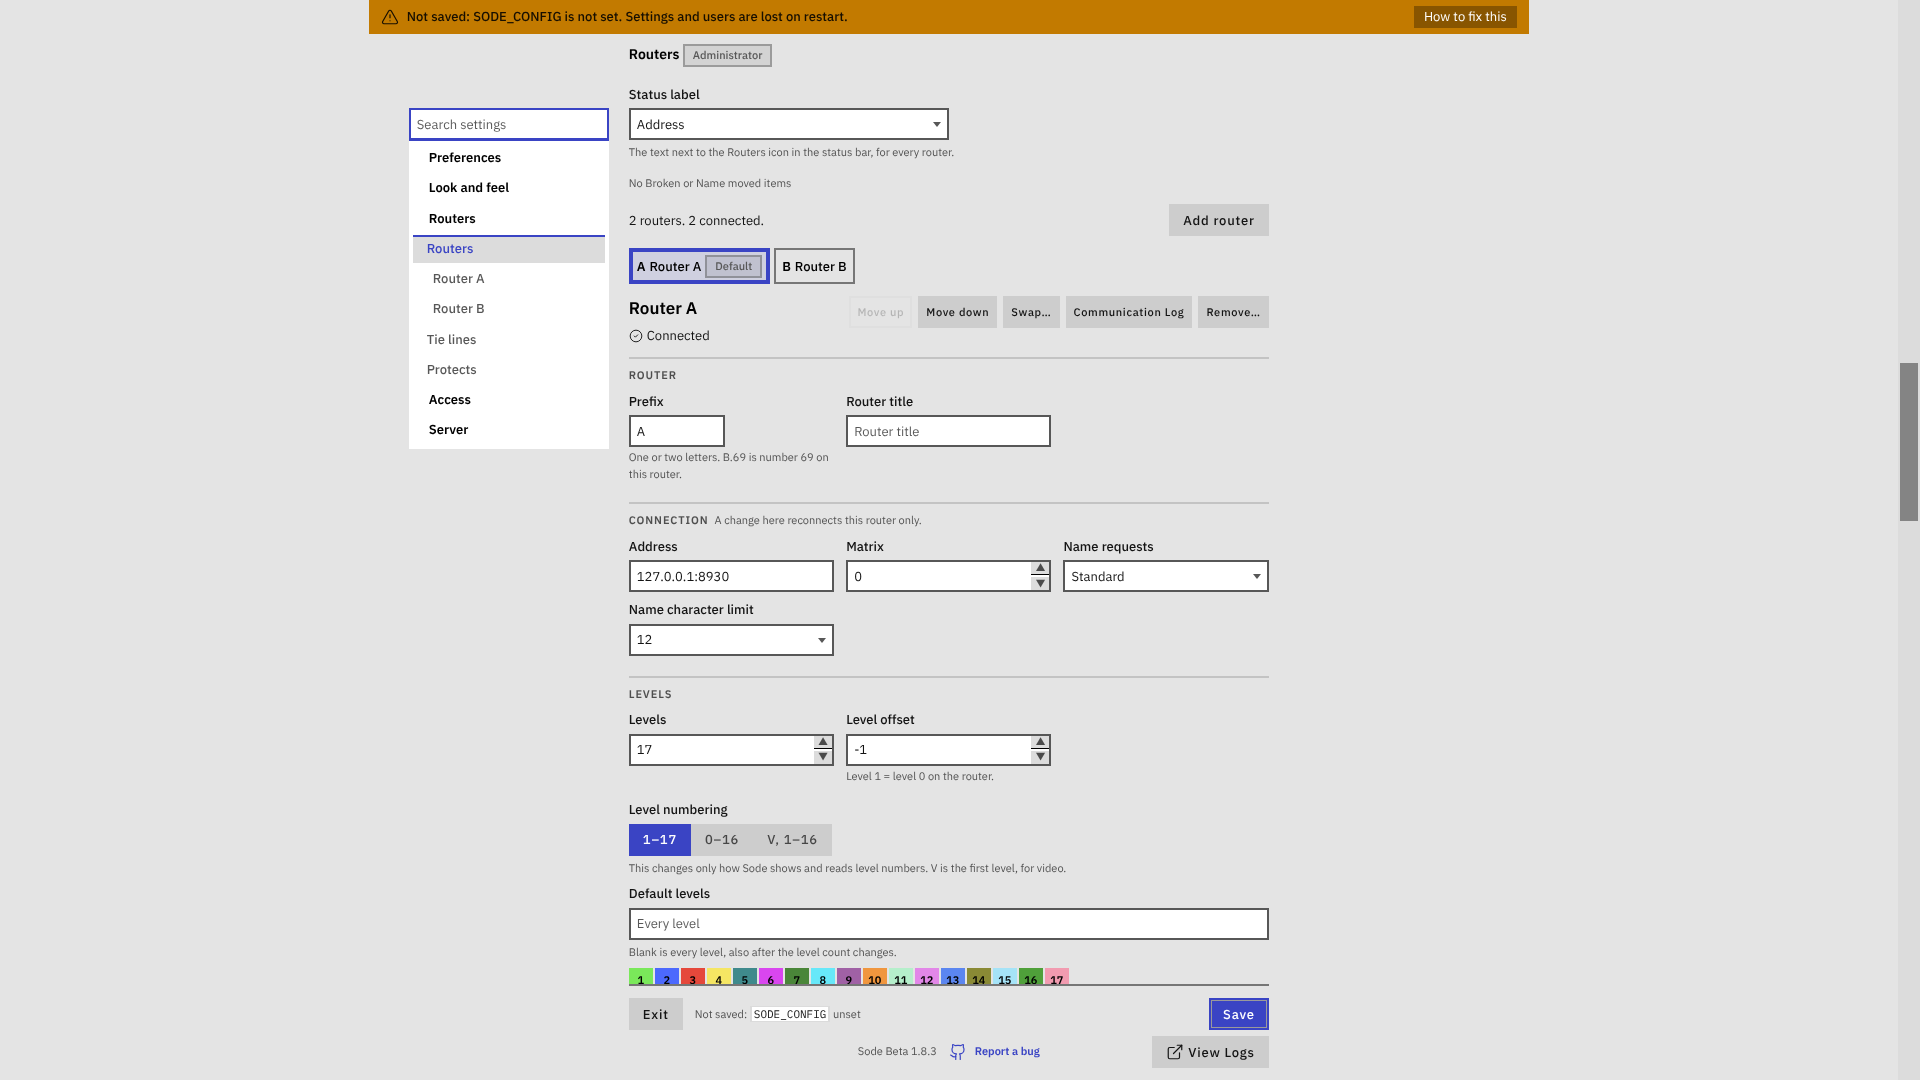 Not saved: SODE_CONFIG is not set. Settings and users are lost on restart.
How to fix this
Routers Administrator
Status label
Search settings
Address
The text next to the Routers icon in the status bar, for every router.
Preferences
Look and feel
Routers
Routers
Router A
Router B
Tie lines
Protects
Access
Server
No Broken or Name moved items
2 routers. 2 connected.
Add router
A Router A Default
B Router B
Router A
Move up
Move down
Swap...
Communication Log
Remove...
Connected
ROUTER
Prefix
Router title
A
Router title
One or two letters. B.69 is number 69 on
this router.
CONNECTION A change here reconnects this router only.
Address
Matrix
Name requests
127.0.0.1:8930
0
Standard
Name character limit
12
LEVELS
Levels
Level offset
17
-1
Level 1 = level 0 on the router.
Level numbering
1–17
0–16
V, 1–16
This changes only how Sode shows and reads level numbers. V is the first level, for video.
Default levels
Every level
Blank is every level, also after the level count changes.
1 2 3 4 5 6 7 8 9 10 11 12 13 14 15 16 17
Exit
Not saved: SODE_CONFIG unset
Save
Sode Beta 1.8.3
Report a bug
View Logs